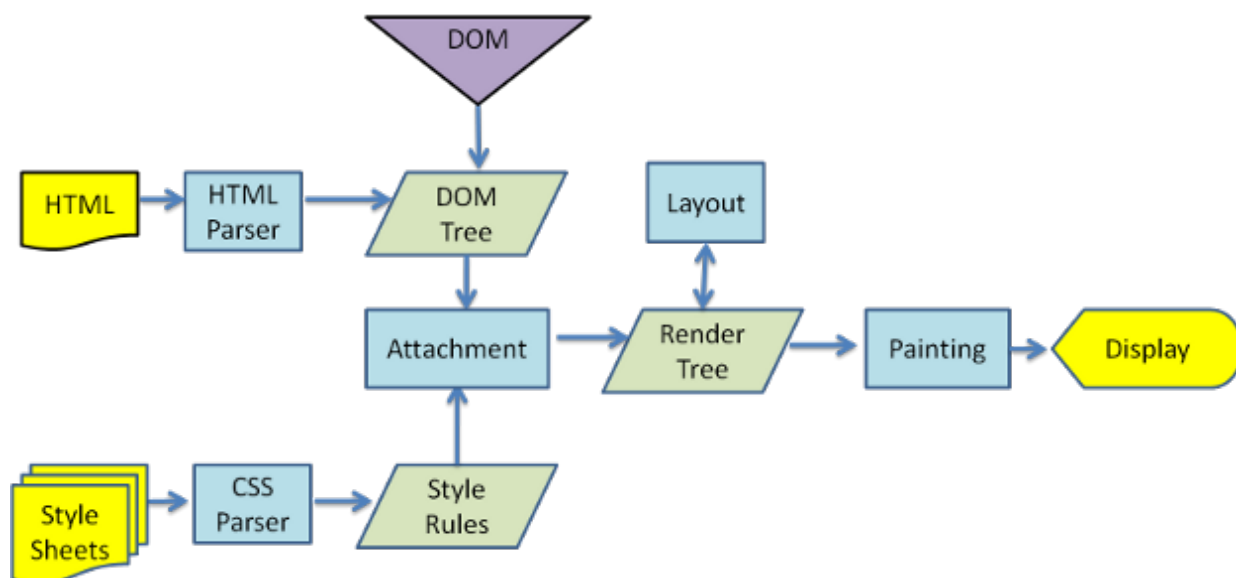 DOM
HTML
HTML
Parser
DOM
Tree
Layout
Attachment
Render
Tree
Painting
Display
Style
Sheets
CSS
Parser
Style
Rules